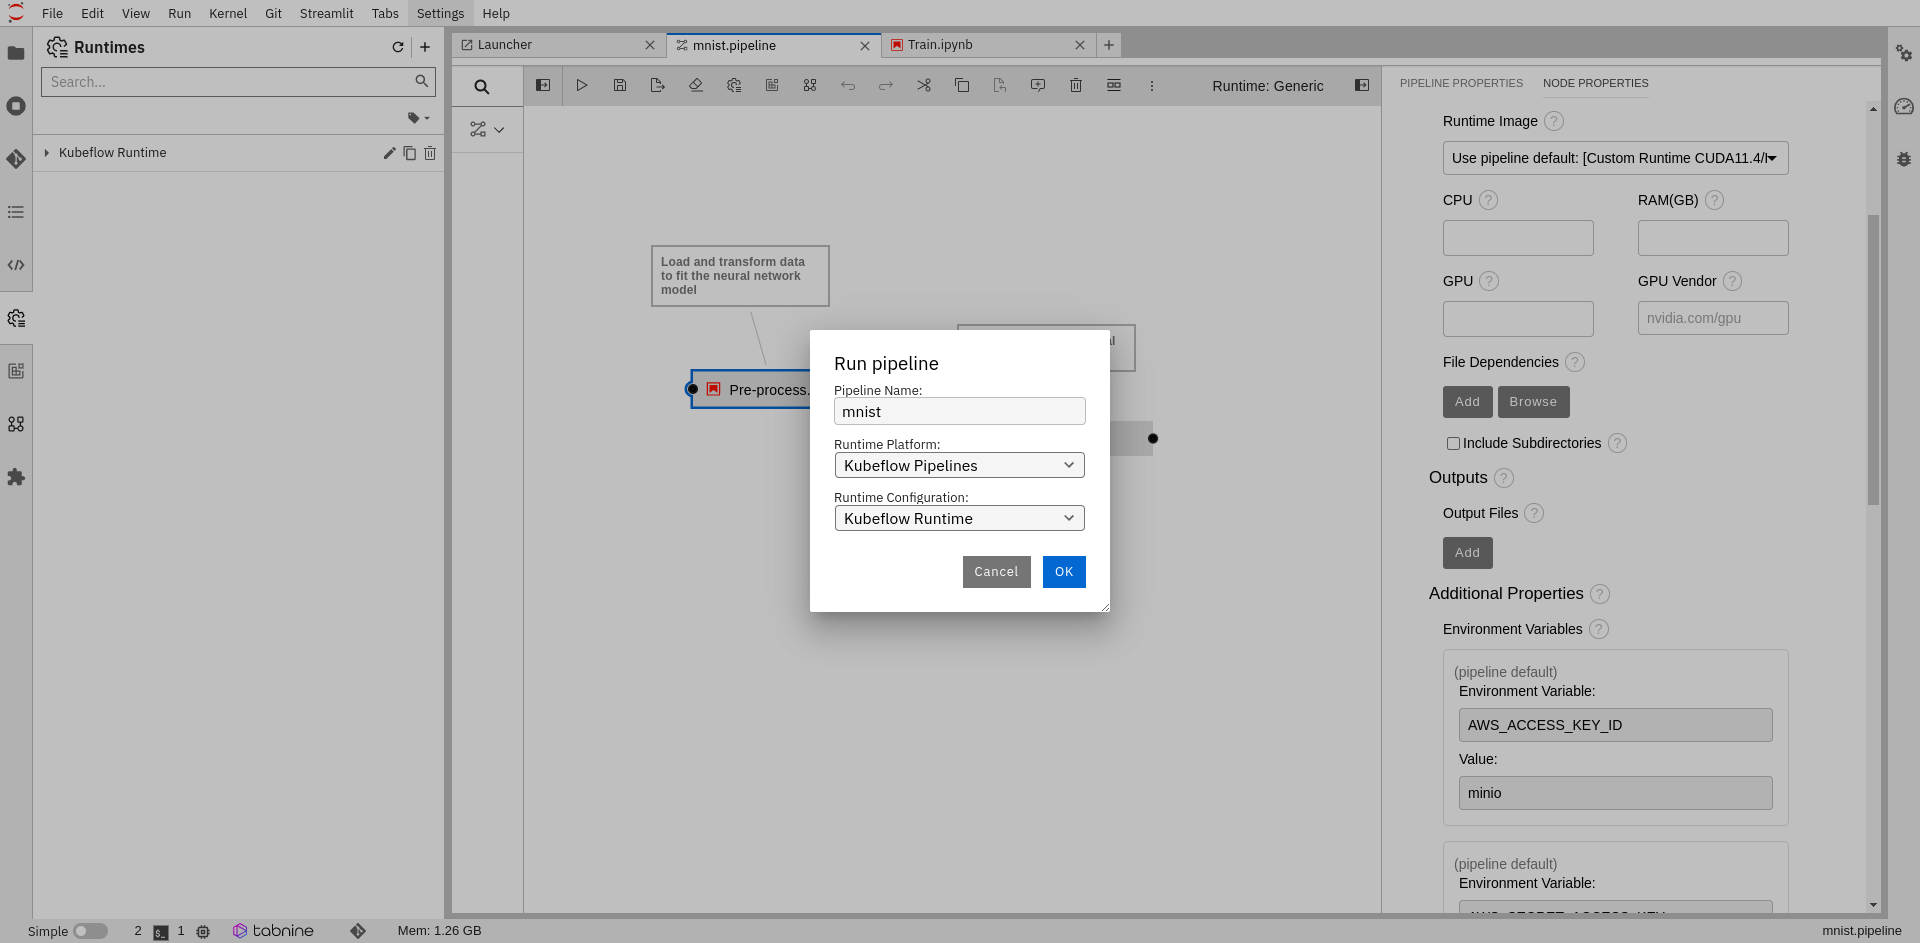 File Edit View Run Kernel Git Streamlit Tabs Settings Help
Runtimes
Search...
Kubeflow Runtime
Launcher
mnist.pipeline
Train.ipynb
Runtime: Generic
Load and transform data
to fit the neural network
model
Pre-process.
al
Run pipeline
Pipeline Name:
mnist
Runtime Platform:
Kubeflow Pipelines
Runtime Configuration:
Kubeflow Runtime
Cancel
OK
PIPELINE PROPERTIES
NODE PROPERTIES
Runtime Image ?
Use pipeline default: [Custom Runtime CUDA11.4/
CPU ?
RAM(GB) ?
GPU ?
GPU Vendor ?
nvidia.com/gpu
File Dependencies ?
Add
Browse
Include Subdirectories ?
Outputs ?
Output Files ?
Add
Additional Properties ?
Environment Variables ?
(pipeline default)
Environment Variable:
AWS_ACCESS_KEY_ID
Value:
minio
(pipeline default)
Environment Variable:
Simple
2
$_
1
tabnine
Mem: 1.26 GB
mnist.pipeline